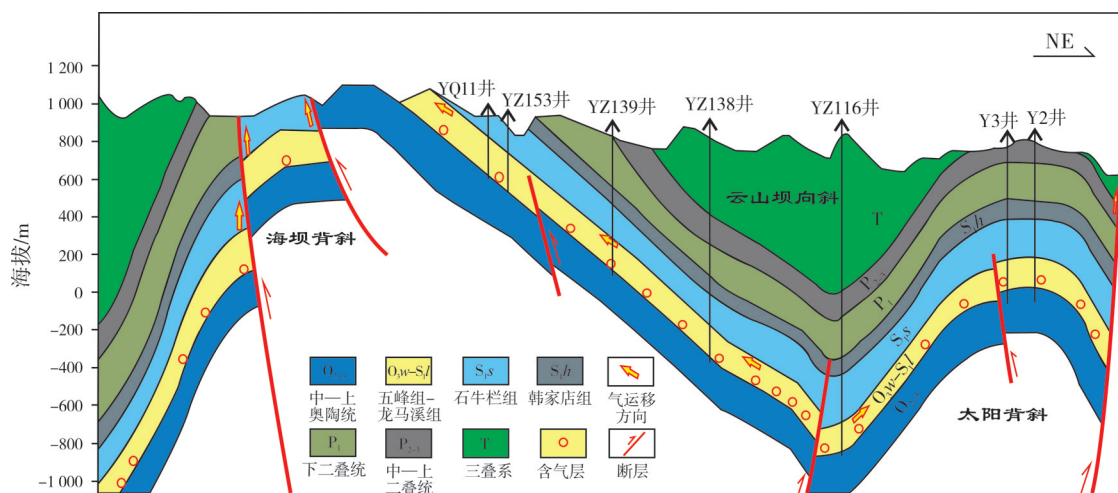 NE
海拔/m
1 200
1 000
800
600
400
200
0
-200
-400
-600
-800
-1 000
YQ11井
YZ153井
YZ139井
YZ138井
YZ116井
Y3井
Y2井
海坝背斜
云山坝向斜
太阳背斜
T
S₁h
P₂₋₃
P₁
S₁s
O₃w-S₁l
O₃w-S₁l
中—上
奥陶统
五峰组-
龙马溪组
S₁s
石牛栏组
S₁h
韩家店组
气运移
方向
P₁
下二叠统
P₂₋₃
中—上
二叠统
T
三叠系
含气层
断层